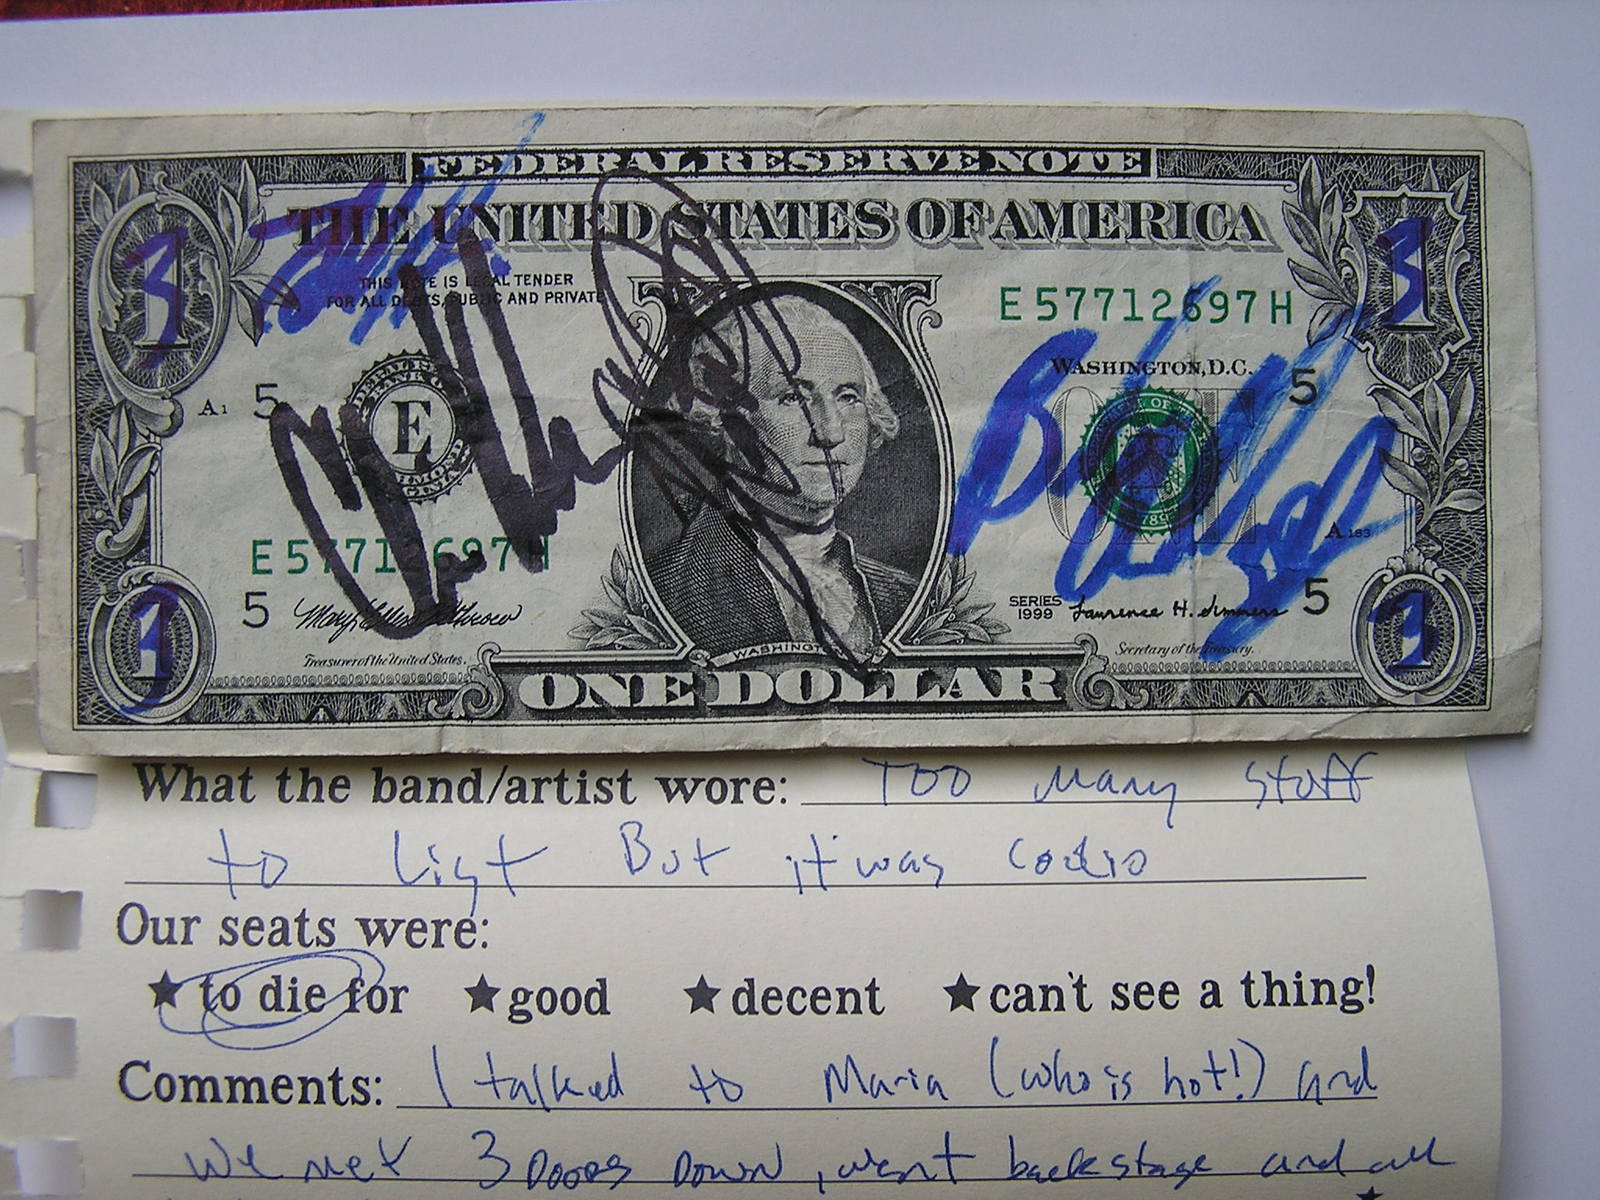 FEDERAL RESERVE NOTE
THE UNITED STATES OF AMERICA
THIS NOTE IS LEGAL TENDER
FOR ALL DEBTS, PUBLIC AND PRIVATE
E 57712697 H
WASHINGTON, D.C.
A1 5
5
E
E 57712697 H
A 183
5
5
SERIES
1999
Treasurer of the United States.
Secretary of the Treasury.
WASHINGTON
ONE DOLLAR
What the band/artist wore: Too Many Stuff
to List But it was
Our seats were:
★ to die for ★ good ★ decent ★ can't see a thing!
Comments: I talked to Maria (who is hot!) and
we met 3 Doors Down, went backstage and all